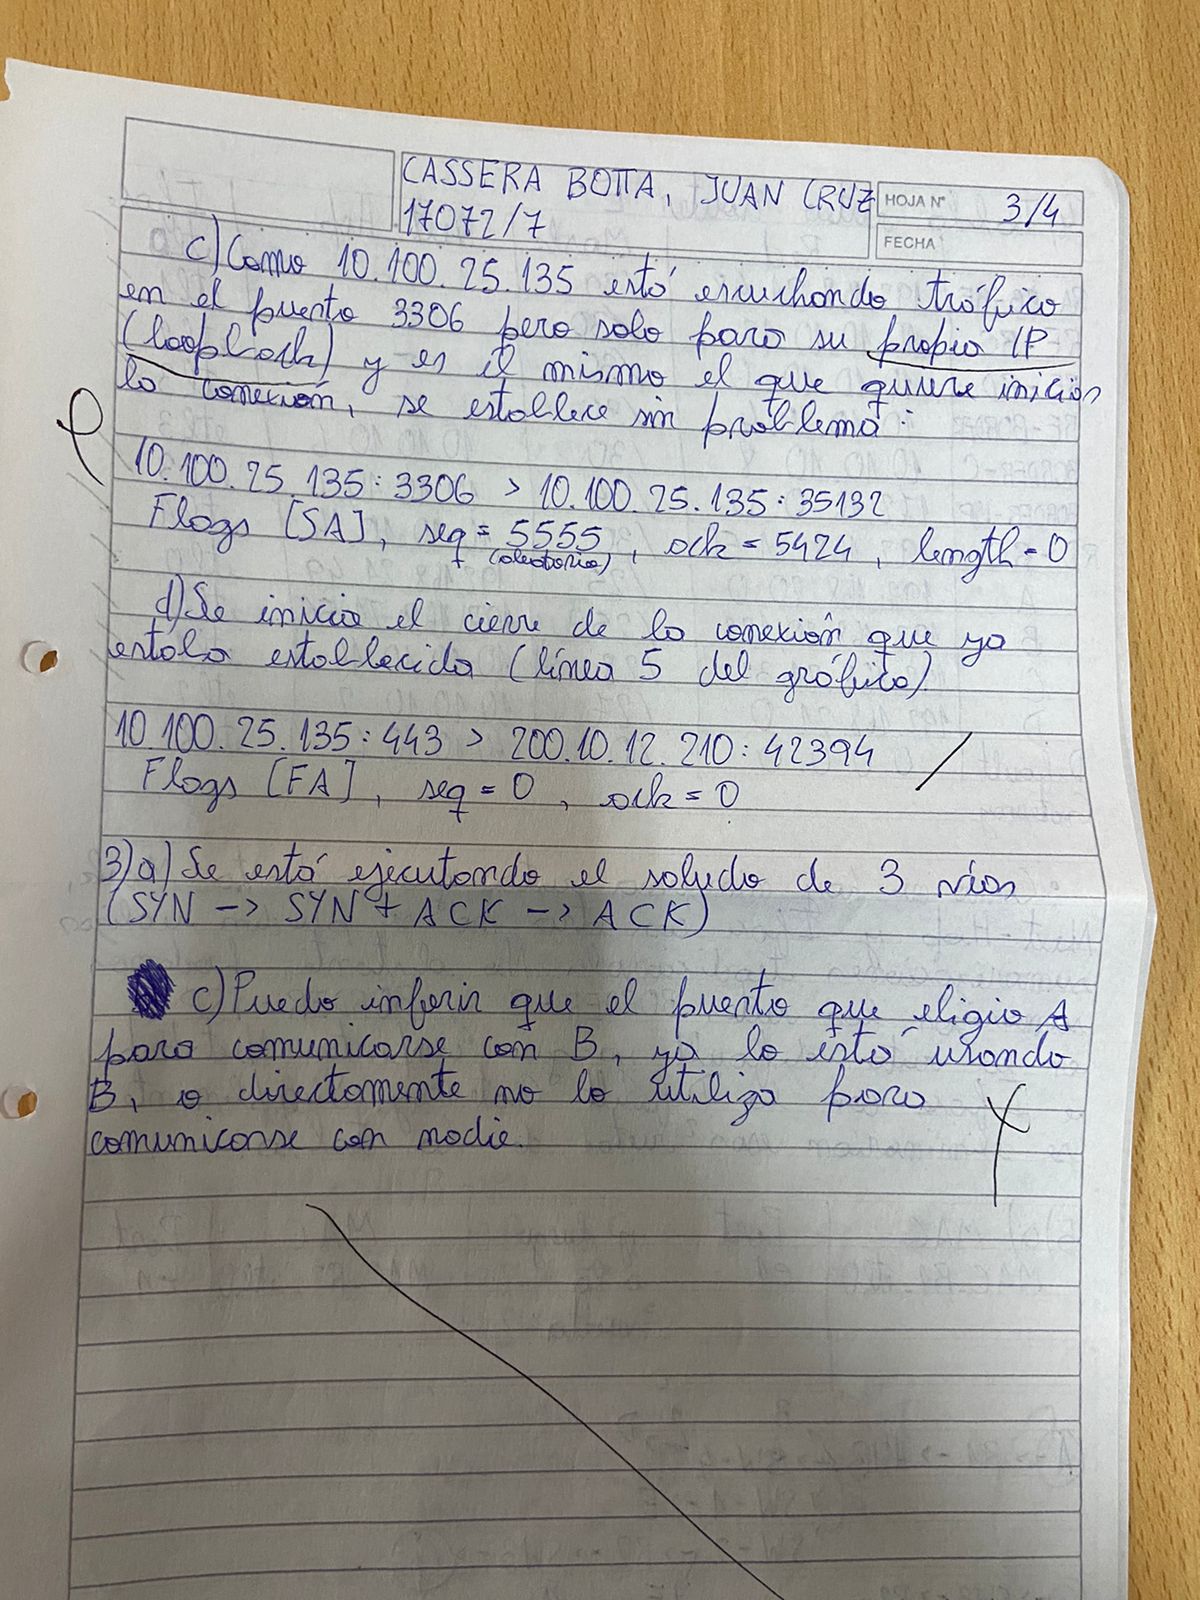 CASSERA BOTTA, JUAN CRUZ
17072/7
HOJA Nº 3/4
FECHA
c) Como 10.100.25.135 está escuchando tráfico
en el puerto 3306 pero solo para su propia IP
(loopback) y es el mismo el que quiere iniciar
la conexión, se establece sin problema:
10.100.25.135:3306 > 10.100.25.135:35132
Flags [SA], seq = 5555, ack = 5424, length = 0
(aleatorio)
d) Se inicia el cierre de la conexión que ya
estaba establecida (línea 5 del gráfico)
10.100.25.135:443 > 200.10.12.210:42394
Flags [FA], seq = 0, ack = 0
3) a) Se está ejecutando el saludo de 3 vías
(SYN -> SYN + ACK -> ACK)
c) Puedo inferir que el puerto que eligio A
para comunicarse con B, ya lo está usando
B, o directamente no lo utiliza para
comunicarse con nadie.